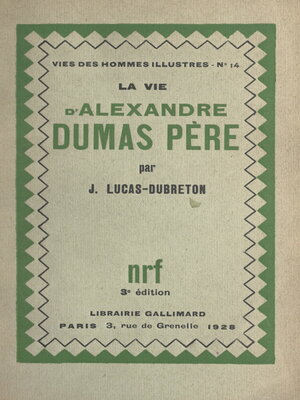 VIES DES HOMMES ILLUSTRES - N° 14
LA VIE
D'ALEXANDRE
DUMAS PÈRE
par
J. LUCAS-DUBRETON
nrf
3e édition
LIBRAIRIE GALLIMARD
PARIS 3, rue de Grenelle 1928